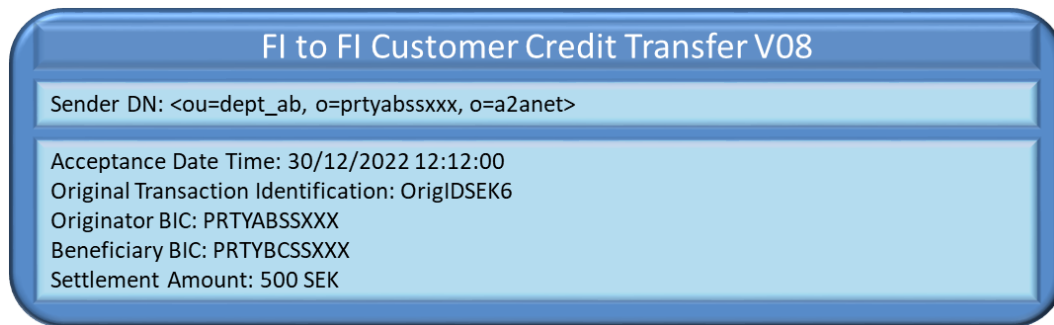 FI to FI Customer Credit Transfer V08
Sender DN: <ou=dept_ab, o=prtyabssxxx, o=a2anet>
Acceptance Date Time: 30/12/2022 12:12:00
Original Transaction Identification: OrigIDSEK6
Originator BIC: PRTYABSSXXX
Beneficiary BIC: PRTYBCSSXXX
Settlement Amount: 500 SEK